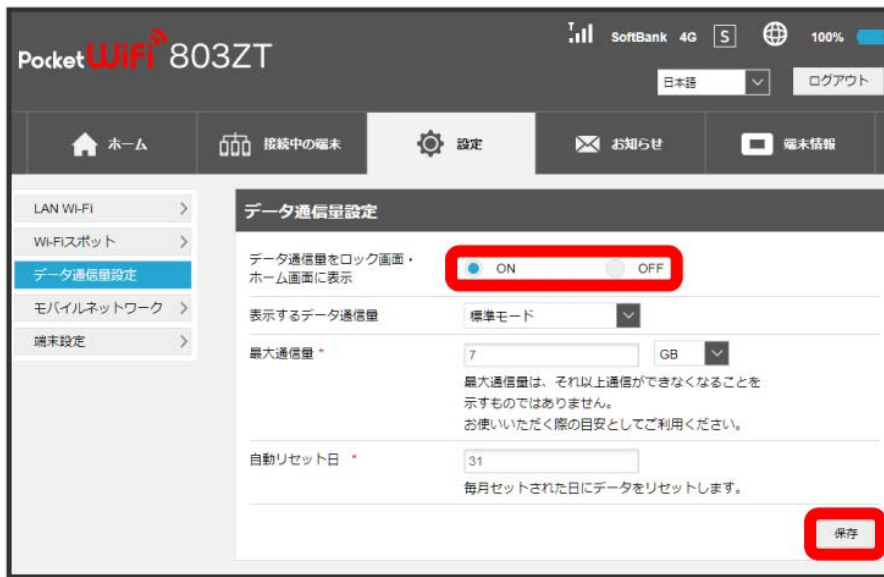 SoftBank 4G S 100%
Pocket WiFi 803ZT
日本語 ログアウト
ホーム 接続中の端末 設定 お知らせ 端末情報
LAN Wi-Fi
Wi-Fiスポット
データ通信量設定
モバイルネットワーク
端末設定
データ通信量設定
データ通信量をロック画面・
ホーム画面に表示
ON OFF
表示するデータ通信量 標準モード
最大通信量 * 7 GB
最大通信量は、それ以上通信ができなくなることを
示すものではありません。
お使いいただく際の目安としてご利用ください。
自動リセット日 * 31
毎月セットされた日にデータをリセットします。
保存